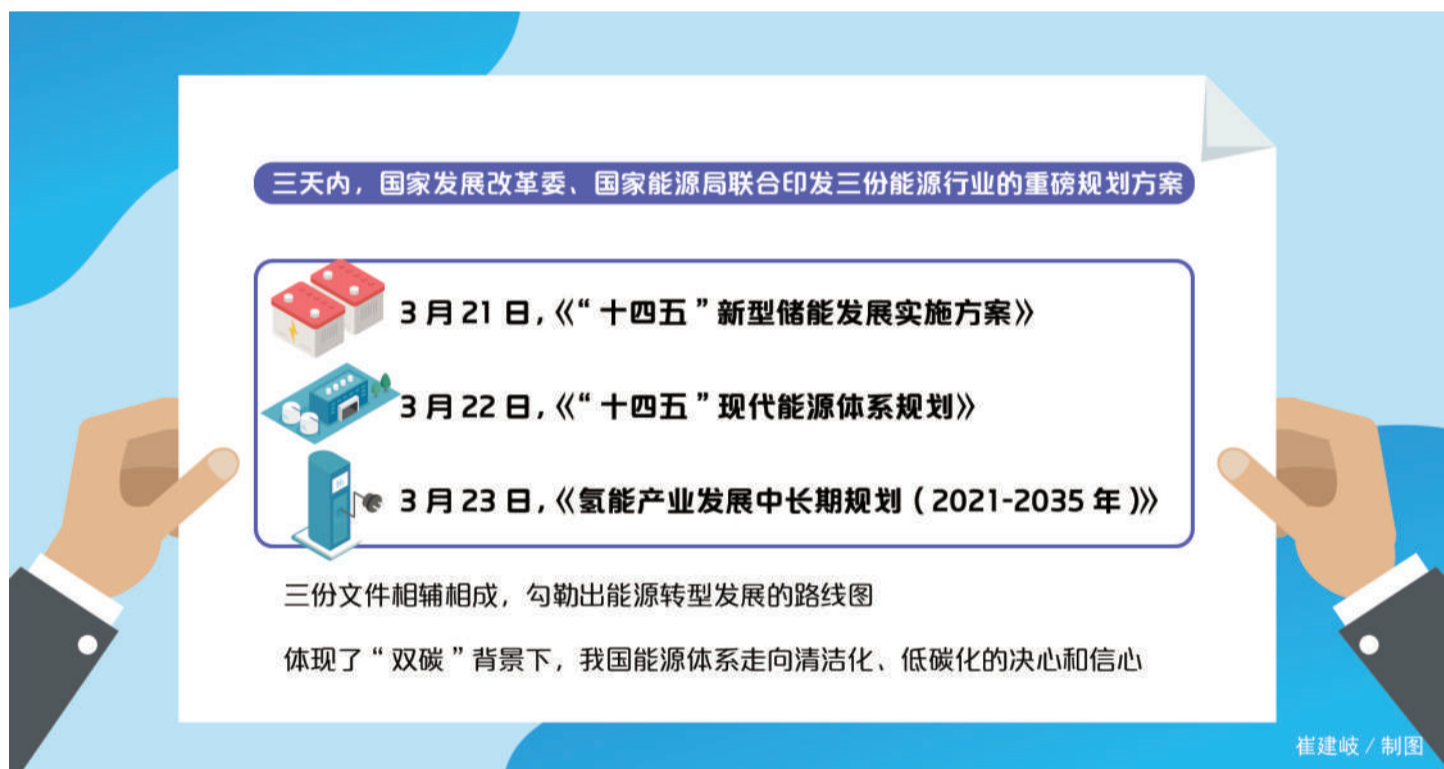 三天内，国家发展改革委、国家能源局联合印发三份能源行业的重磅规划方案
3月21日，《“十四五”新型储能发展实施方案》
3月22日，《“十四五”现代能源体系规划》
H₂
3月23日，《氢能产业发展中长期规划（2021-2035年）》
三份文件相辅相成，勾勒出能源转型发展的路线图
体现了“双碳”背景下，我国能源体系走向清洁化、低碳化的决心和信心
崔建岐/制图